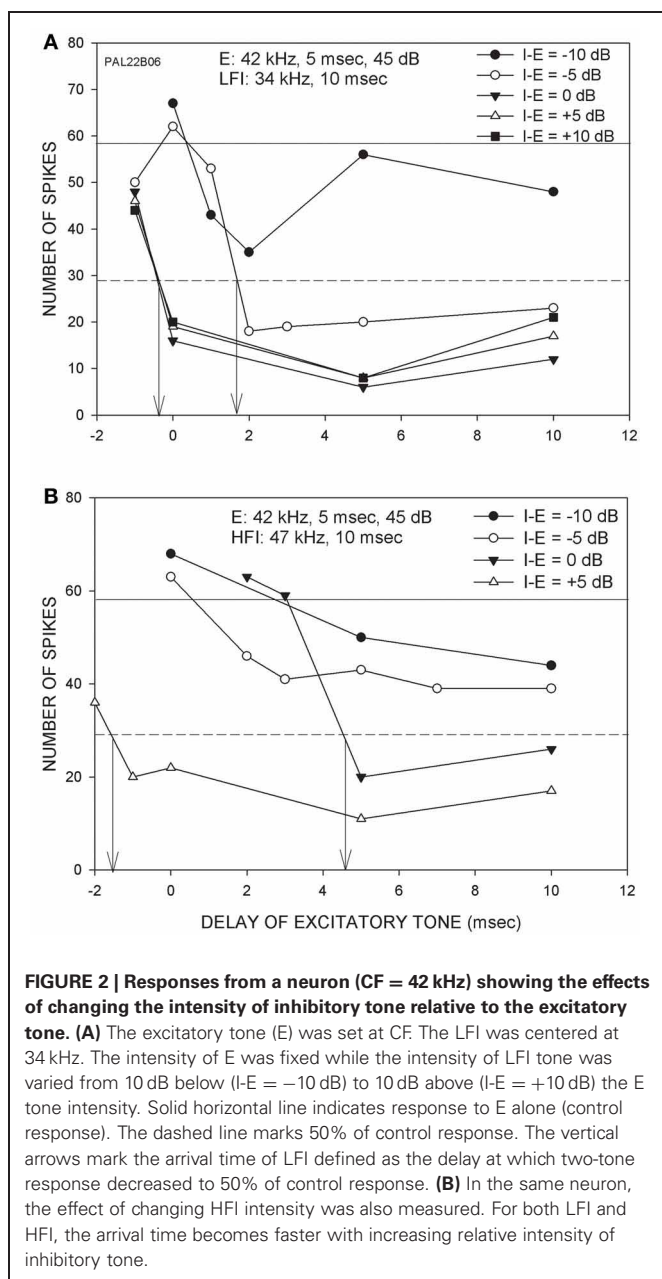 A
PAL22B06
E: 42 kHz, 5 msec, 45 dB
LFI: 34 kHz, 10 msec
I-E = -10 dB
I-E = -5 dB
I-E = 0 dB
I-E = +5 dB
I-E = +10 dB
NUMBER OF SPIKES
80
70
60
50
40
30
20
10
0
-2 0 2 4 6 8 10 12
B
E: 42 kHz, 5 msec, 45 dB
HFI: 47 kHz, 10 msec
I-E = -10 dB
I-E = -5 dB
I-E = 0 dB
I-E = +5 dB
NUMBER OF SPIKES
80
60
40
20
0
-2 0 2 4 6 8 10 12
DELAY OF EXCITATORY TONE (msec)
FIGURE 2 | Responses from a neuron (CF = 42 kHz) showing the effects
of changing the intensity of inhibitory tone relative to the excitatory
tone. (A) The excitatory tone (E) was set at CF. The LFI was centered at
34 kHz. The intensity of E was fixed while the intensity of LFI tone was
varied from 10 dB below (I-E = −10 dB) to 10 dB above (I-E = +10 dB) the E
tone intensity. Solid horizontal line indicates response to E alone (control
response). The dashed line marks 50% of control response. The vertical
arrows mark the arrival time of LFI defined as the delay at which two-tone
response decreased to 50% of control response. (B) In the same neuron,
the effect of changing HFI intensity was also measured. For both LFI and
HFI, the arrival time becomes faster with increasing relative intensity of
inhibitory tone.